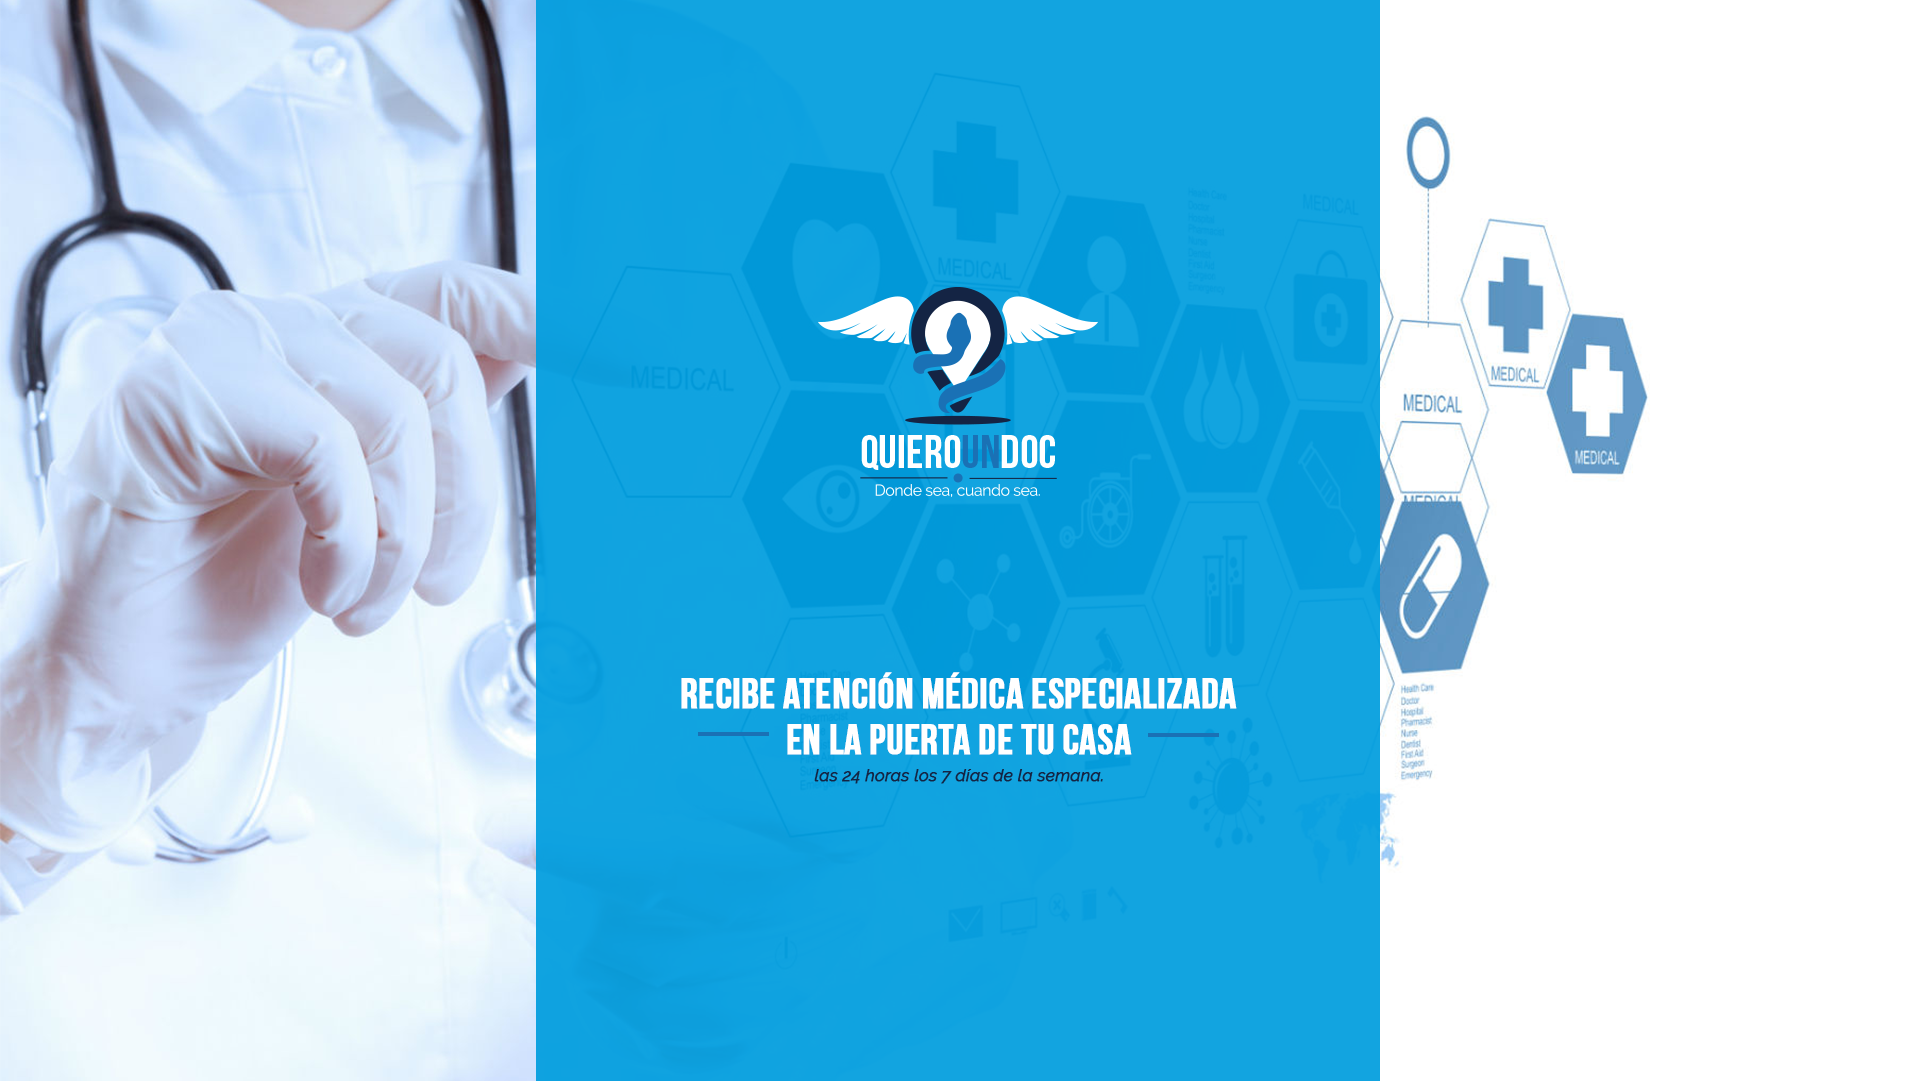 MEDICAL
MEDICAL
MEDICAL
QUIEROUNDOC
Donde sea, cuando sea.
RECIBE ATENCIÓN MÉDICA ESPECIALIZADA
EN LA PUERTA DE TU CASA
las 24 horas los 7 días de la semana.
MEDICAL
MEDICAL
MEDICAL
MEDICAL
Health Care
Doctor
Hospital
Pharmacist
Nurse
Dentist
First Aid
Surgeon
Emergency